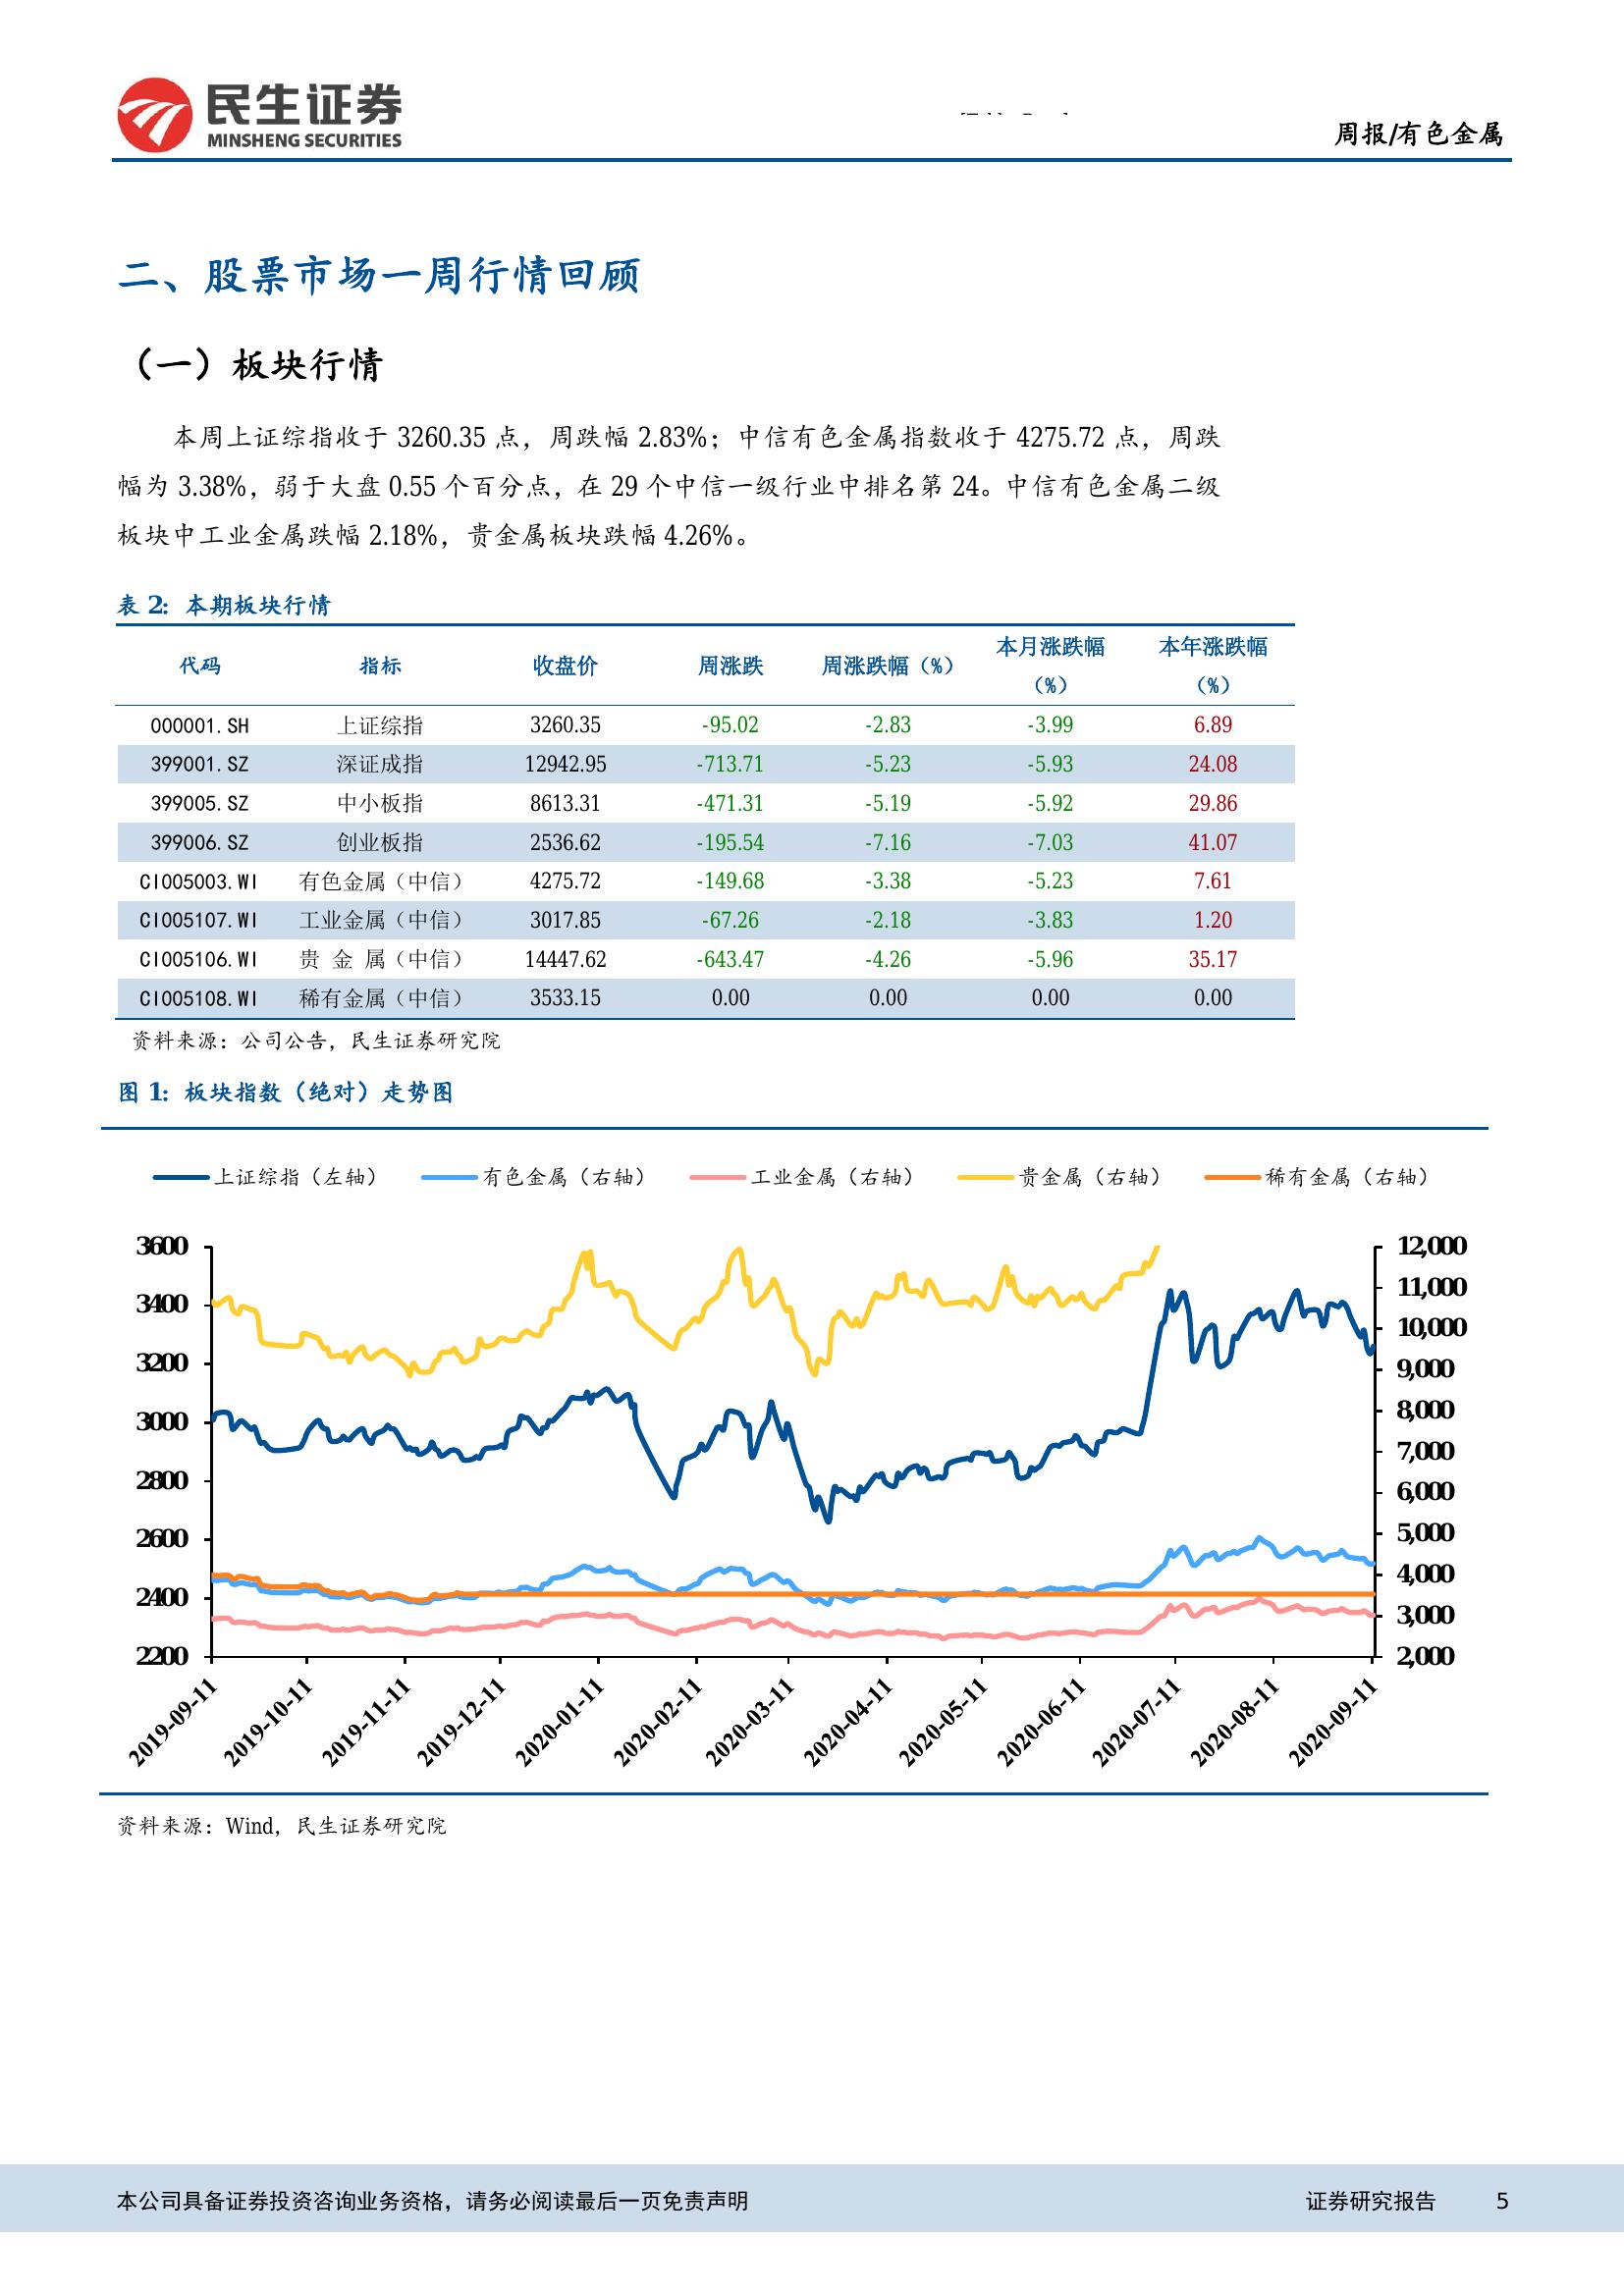 民生证券
MINSHENG SECURITIES
周报/有色金属
二、股票市场一周行情回顾
（一）板块行情
本周上证综指收于 3260.35 点，周跌幅 2.83%；中信有色金属指数收于 4275.72 点，周跌
幅为 3.38%，弱于大盘 0.55 个百分点，在 29 个中信一级行业中排名第 24。中信有色金属二级
板块中工业金属跌幅 2.18%，贵金属板块跌幅 4.26%。
表 2：本期板块行情
代码 指标 收盘价 周涨跌 周涨跌幅（%） 本月涨跌幅（%） 本年涨跌幅（%）
000001.SH 上证综指 3260.35 -95.02 -2.83 -3.99 6.89
399001.SZ 深证成指 12942.95 -713.71 -5.23 -5.93 24.08
399005.SZ 中小板指 8613.31 -471.31 -5.19 -5.92 29.86
399006.SZ 创业板指 2536.62 -195.54 -7.16 -7.03 41.07
CI005003.WI 有色金属（中信） 4275.72 -149.68 -3.38 -5.23 7.61
CI005107.WI 工业金属（中信） 3017.85 -67.26 -2.18 -3.83 1.20
CI005106.WI 贵 金 属（中信） 14447.62 -643.47 -4.26 -5.96 35.17
CI005108.WI 稀有金属（中信） 3533.15 0.00 0.00 0.00 0.00
资料来源：公司公告，民生证券研究院
图 1：板块指数（绝对）走势图
上证综指（左轴） 有色金属（右轴） 工业金属（右轴） 贵金属（右轴） 稀有金属（右轴）
3600
3400
3200
3000
2800
2600
2400
2200
12,000
11,000
10,000
9,000
8,000
7,000
6,000
5,000
4,000
3,000
2,000
2019-09-11 2019-10-11 2019-11-11 2019-12-11 2020-01-11 2020-02-11 2020-03-11 2020-04-11 2020-05-11 2020-06-11 2020-07-11 2020-08-11 2020-09-11
资料来源：Wind，民生证券研究院
本公司具备证券投资咨询业务资格，请务必阅读最后一页免责声明 证券研究报告 5